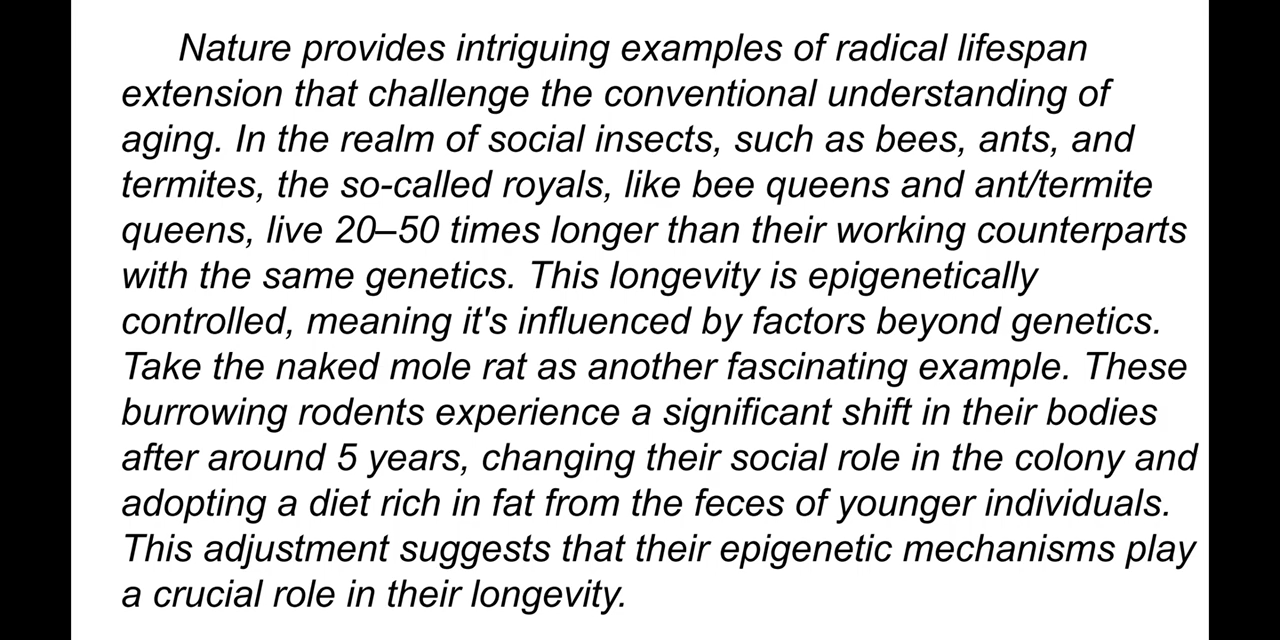 Nature provides intriguing examples of radical lifespan
extension that challenge the conventional understanding of
aging. In the realm of social insects, such as bees, ants, and
termites, the so-called royals, like bee queens and ant/termite
queens, live 20–50 times longer than their working counterparts
with the same genetics. This longevity is epigenetically
controlled, meaning it's influenced by factors beyond genetics.
Take the naked mole rat as another fascinating example. These
burrowing rodents experience a significant shift in their bodies
after around 5 years, changing their social role in the colony and
adopting a diet rich in fat from the feces of younger individuals.
This adjustment suggests that their epigenetic mechanisms play
a crucial role in their longevity.